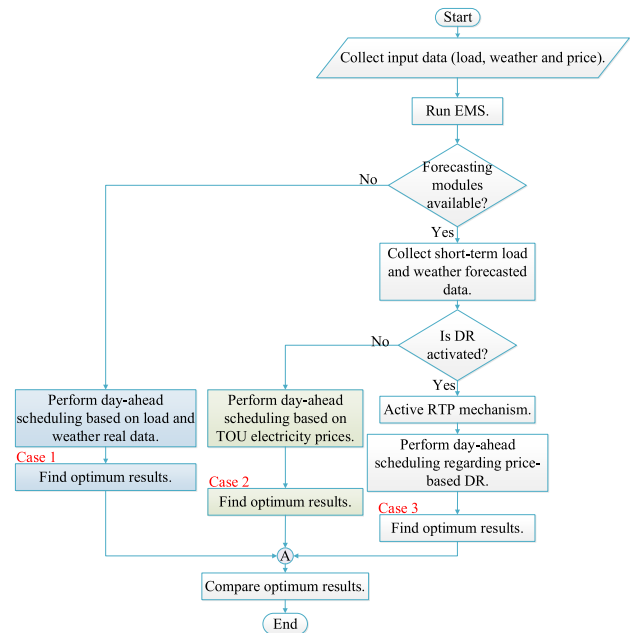 Start
Collect input data (load, weather and price).
Run EMS.
Forecasting
modules
available?
No
Yes
Collect short-term load
and weather forecasted
data.
Is DR
activated?
No
Yes
Perform day-ahead
scheduling based on load and
weather real data.
Case 1
Find optimum results.
Perform day-ahead
scheduling based on
TOU electricity prices.
Case 2
Find optimum results.
Active RTP mechanism.
Perform day-ahead
scheduling regarding price-
based DR.
Case 3
Find optimum results.
A
Compare optimum results.
End